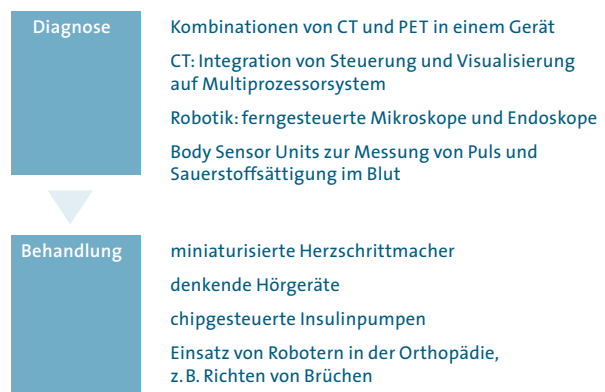 Diagnose
Kombinationen von CT und PET in einem Gerät
CT: Integration von Steuerung und Visualisierung
auf Multiprozessorsystem
Robotik: ferngesteuerte Mikroskope und Endoskope
Body Sensor Units zur Messung von Puls und
Sauerstoffsättigung im Blut
Behandlung
miniaturisierte Herzschrittmacher
denkende Hörgeräte
chipgesteuerte Insulinpumpen
Einsatz von Robotern in der Orthopädie,
z. B. Richten von Brüchen